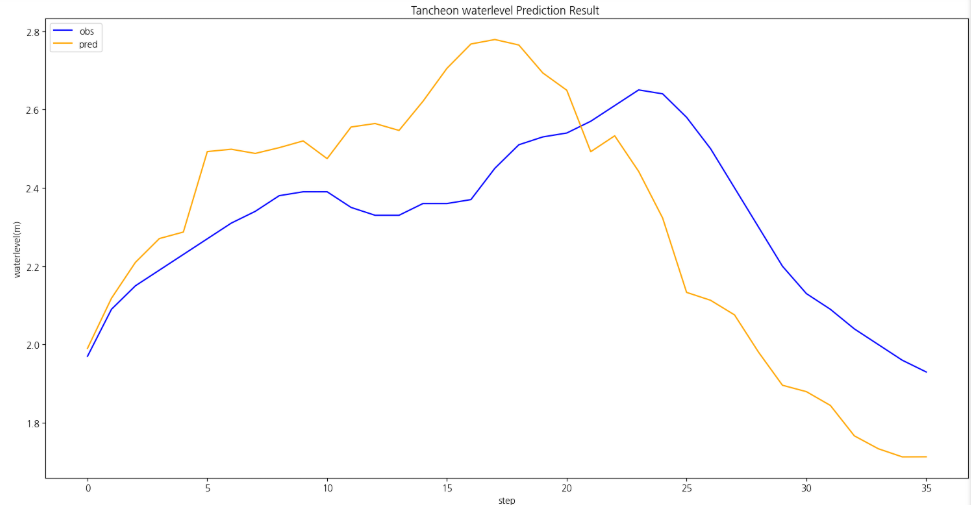 Tancheon waterlevel Prediction Result
obs
pred
2.8
2.6
2.4
2.2
2.0
1.8
waterlevel(m)
0 5 10 15 20 25 30 35
step